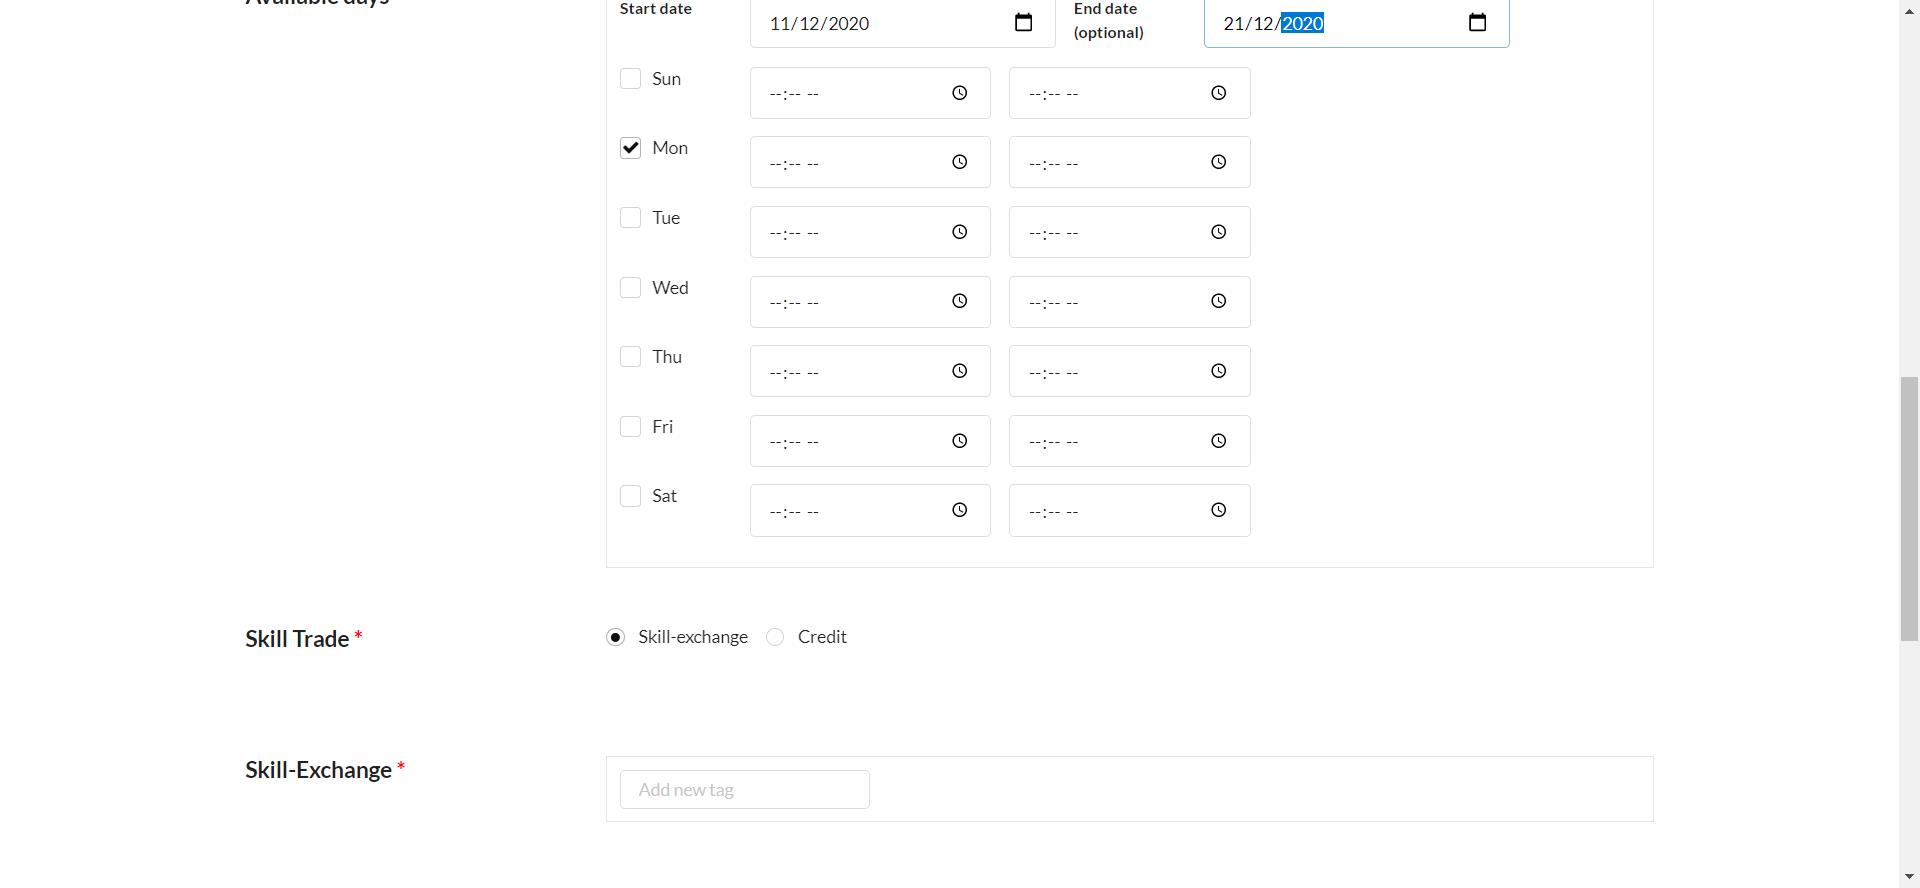 Available days
Start date
11/12/2020
End date
(optional)
21/12/2020
Sun
--:-- --
--:-- --
Mon
--:-- --
--:-- --
Tue
--:-- --
--:-- --
Wed
--:-- --
--:-- --
Thu
--:-- --
--:-- --
Fri
--:-- --
--:-- --
Sat
--:-- --
--:-- --
Skill Trade *
Skill-exchange
Credit
Skill-Exchange *
Add new tag